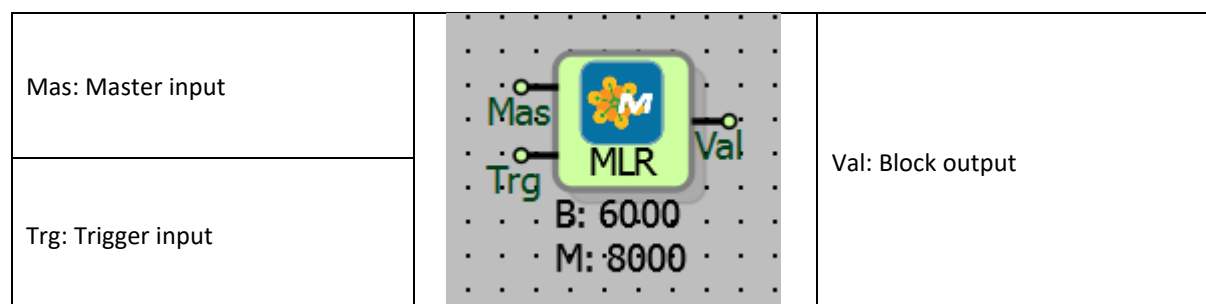 Mas: Master input
Trg: Trigger input
M
Mas
Trg
MLR
Val
B: 6000
M: 8000
Val: Block output